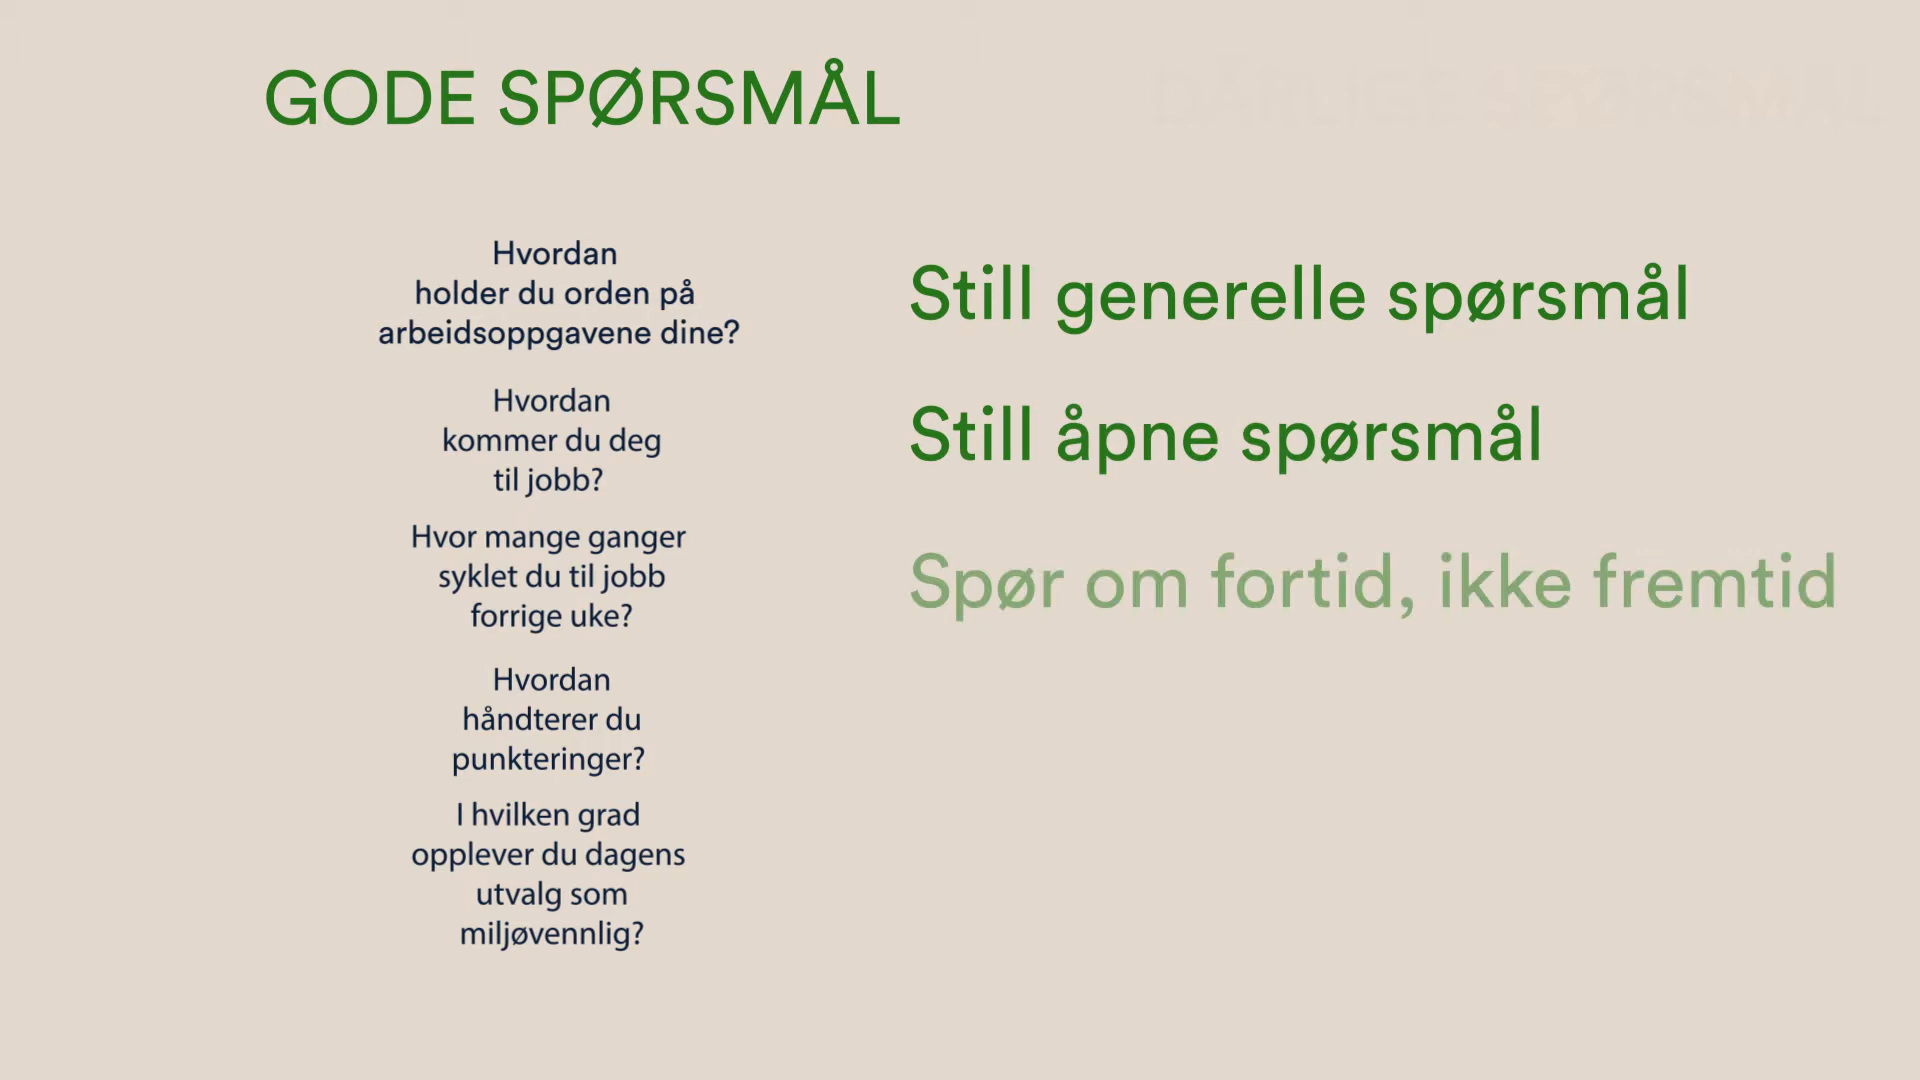 GODE SPØRSMÅL
Hvordan
holder du orden på
arbeidsoppgavene dine?
Hvordan
kommer du deg
til jobb?
Hvor mange ganger
syklet du til jobb
forrige uke?
Hvordan
håndterer du
punkteringer?
I hvilken grad
opplever du dagens
utvalg som
miljøvennlig?
Still generelle spørsmål
Still åpne spørsmål
Spør om fortid, ikke fremtid